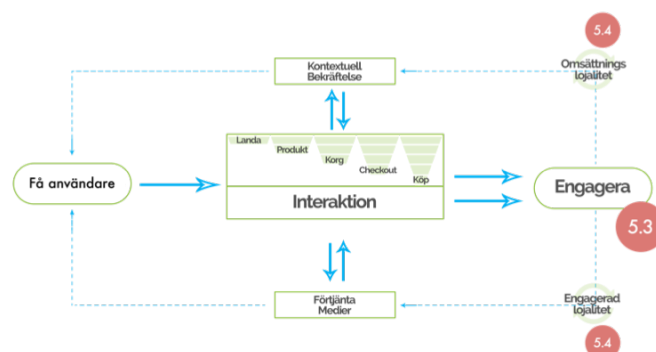 5.4
Kontextuell
Bekräftelse
Omsättnings
lojalitet
Landa
Produkt
Korg
Checkout
Köp
Få användare
Interaktion
Engagera
5.3
Förtjänta
Medier
Engagerad
lojalitet
5.4